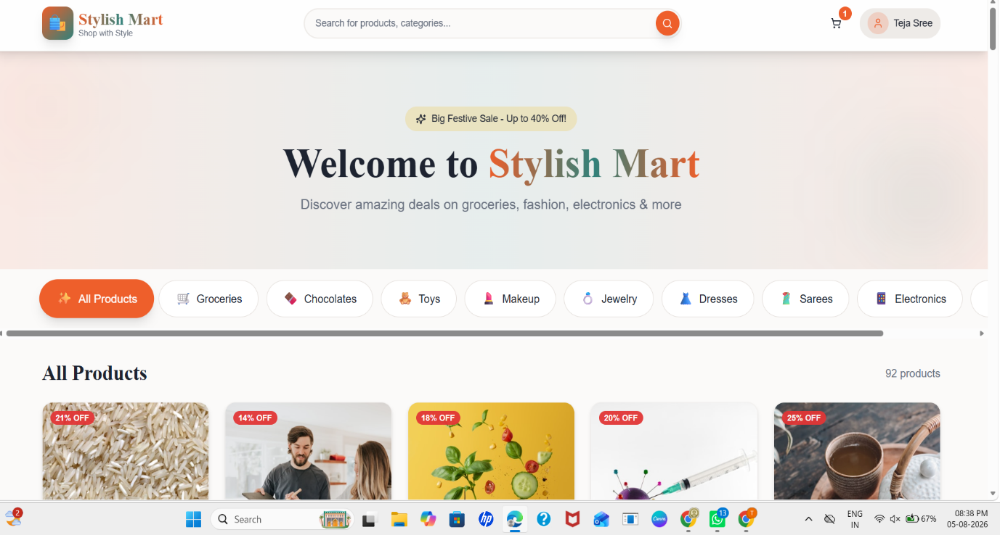 Stylish Mart
Shop with Style
Search for products, categories...
1
Teja Sree
Big Festive Sale - Up to 40% Off!
Welcome to Stylish Mart
Discover amazing deals on groceries, fashion, electronics & more
All Products
Groceries
Chocolates
Toys
Makeup
Jewelry
Dresses
Sarees
Electronics
All Products
92 products
21% OFF
14% OFF
18% OFF
20% OFF
25% OFF
2
Search
hp
?
Canva
13
T
ENG
IN
67%
08:38 PM
05-08-2026